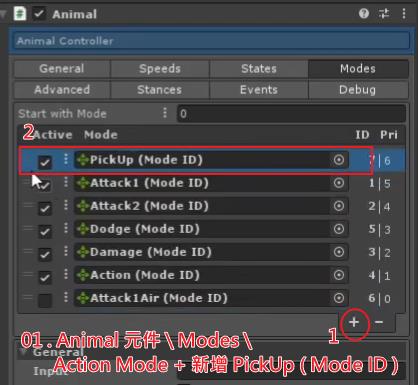 # Animal
Animal Controller
General Speeds States Modes
Advanced Stances Events Debug
Start with Mode 0
2
Active Mode ID Pri
PickUp (Mode ID) 7 | 6
Attack1 (Mode ID) 1 | 5
Attack2 (Mode ID) 2 | 4
Dodge (Mode ID) 5 | 3
Damage (Mode ID) 3 | 2
Action (Mode ID) 4 | 1
Attack1Air (Mode ID) 6 | 0
1 + −
01 . Animal 元件 \ Modes \
General
Action Mode + 新增 PickUp ( Mode ID )
Input